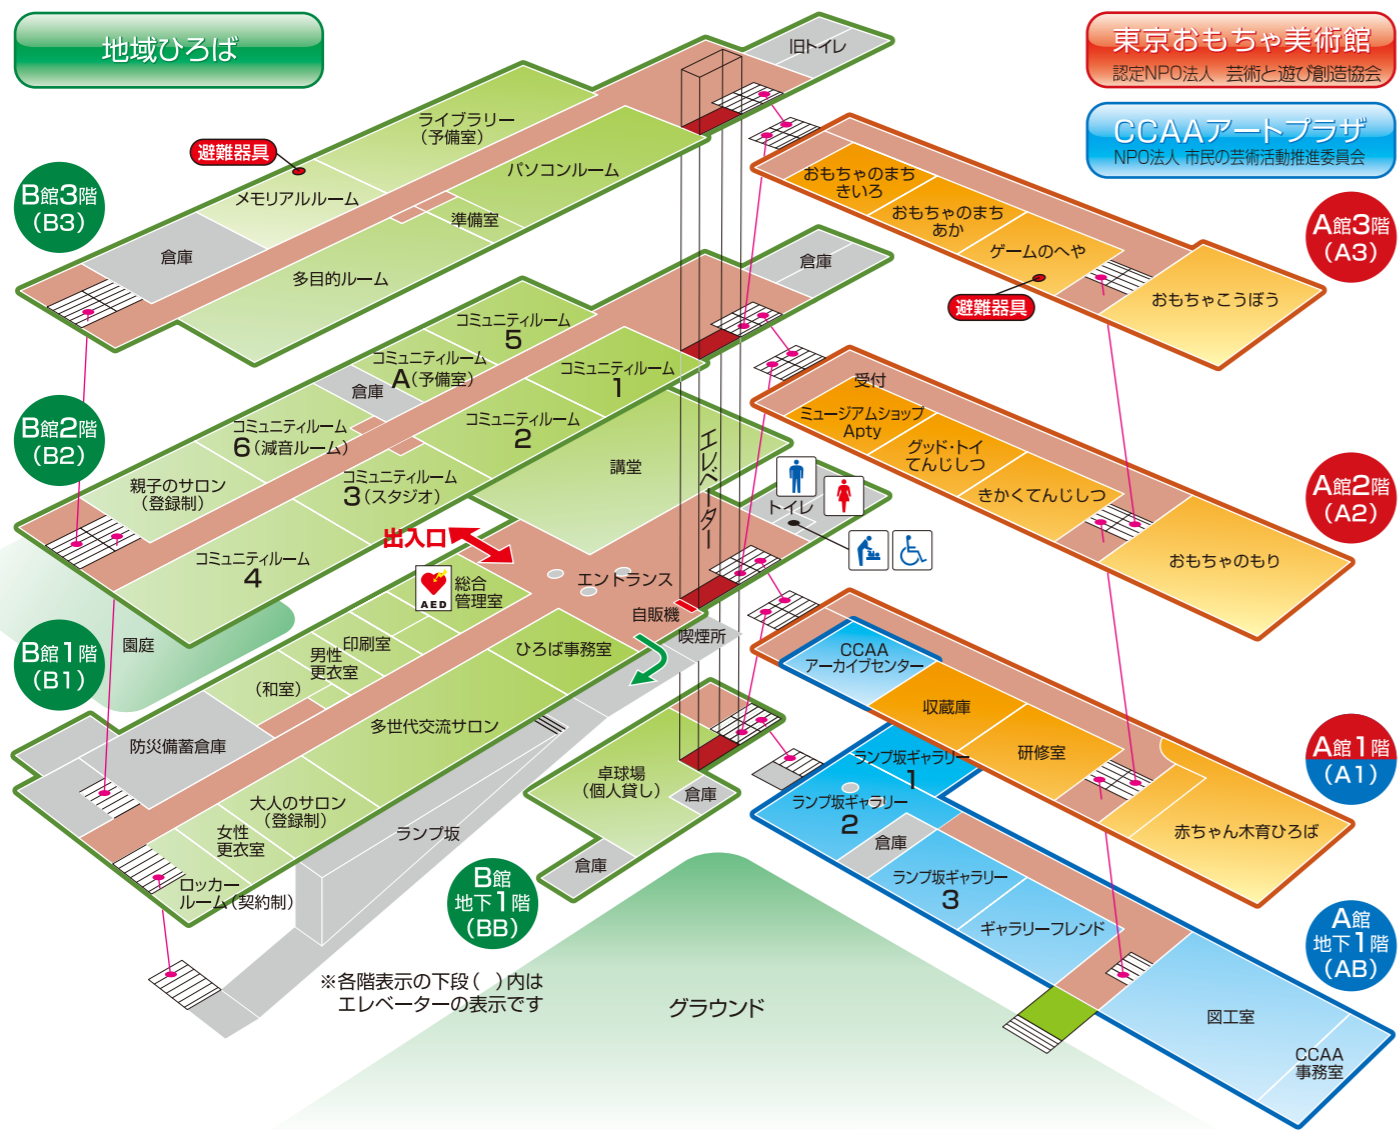 地域ひろば
東京おもちゃ美術館
認定NPO法人 芸術と遊び創造協会
CCAAアートプラザ
NPO法人 市民の芸術活動推進委員会
B館3階
(B3)
旧トイレ
ライブラリー
(予備室)
避難器具
パソコンルーム
メモリアルルーム
準備室
倉庫
多目的ルーム
A館3階
(A3)
おもちゃのまち
きいろ
おもちゃのまち
あか
ゲームのへや
避難器具
おもちゃこうぼう
B館2階
(B2)
倉庫
コミュニティルーム
5
コミュニティルーム
A(予備室)
コミュニティルーム
1
倉庫
コミュニティルーム
2
コミュニティルーム
6(減音ルーム)
コミュニティルーム
3(スタジオ)
親子のサロン
(登録制)
コミュニティルーム
4
A館2階
(A2)
受付
ミュージアムショップ
Apty
グッド・トイ
てんじしつ
きかくてんじしつ
おもちゃのもり
エレベーター
B館1階
(B1)
園庭
講堂
トイレ
出入口
エントランス
AED
総合
管理室
自販機
喫煙所
ひろば事務室
印刷室
男性
更衣室
(和室)
多世代交流サロン
防災備蓄倉庫
大人のサロン
(登録制)
女性
更衣室
ロッカー
ルーム(契約制)
ランプ坂
A館1階
(A1)
CCAA
アーカイブセンター
収蔵庫
研修室
赤ちゃん木育ひろば
B館
地下1階
(BB)
卓球場
(個人貸し)
倉庫
倉庫
A館
地下1階
(AB)
ランプ坂ギャラリー
1
ランプ坂ギャラリー
2
倉庫
ランプ坂ギャラリー
3
ギャラリーフレンド
図工室
CCAA
事務室
※各階表示の下段( )内は
エレベーターの表示です
グラウンド